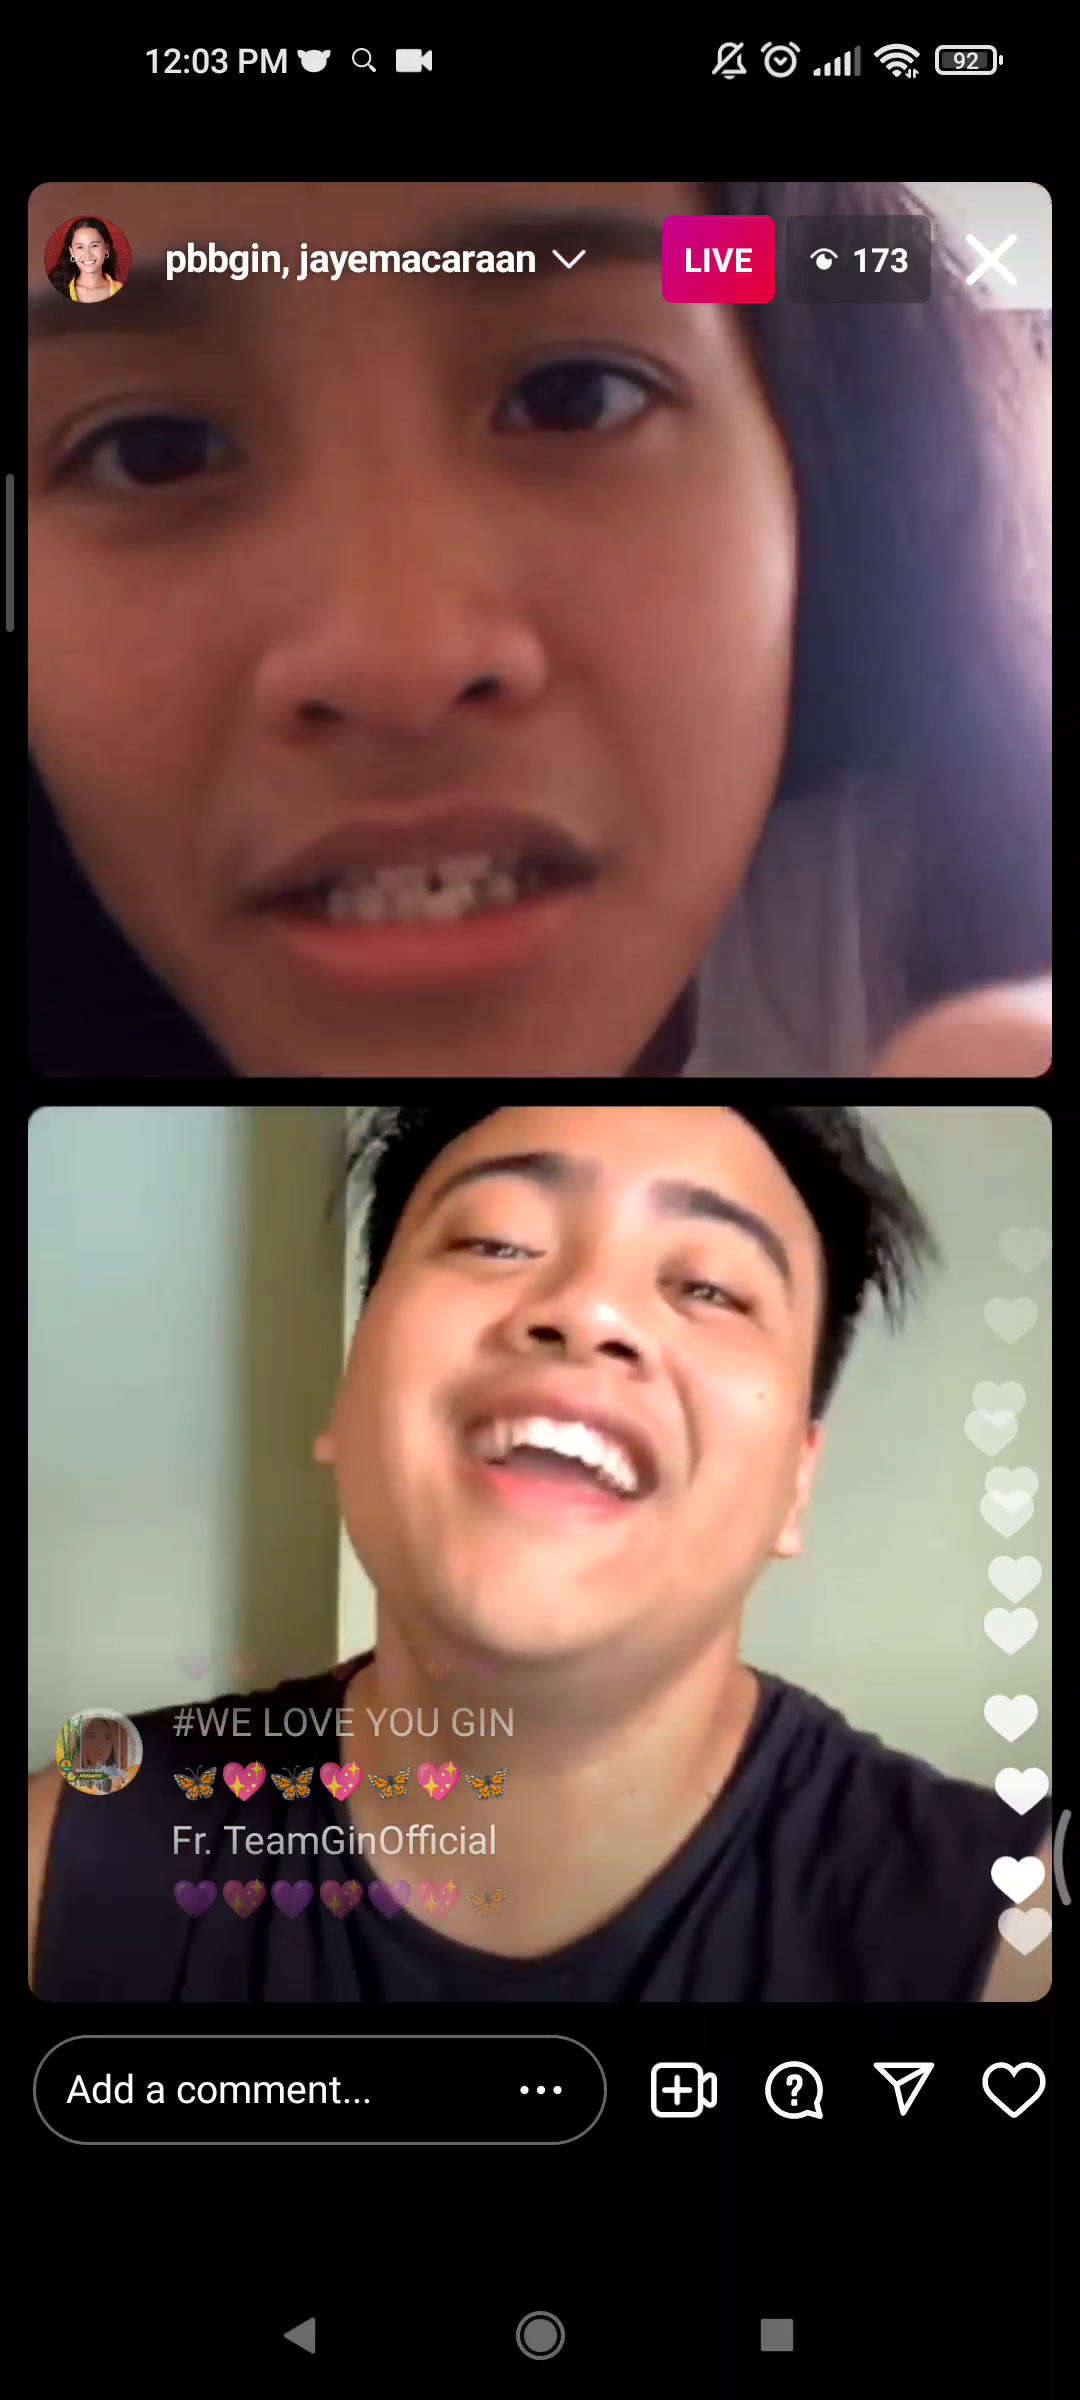 12:03 PM
92
pbbgin, jayemacaraan
LIVE
173
#WE LOVE YOU GIN
🦋💖🦋💖🦋💖🦋
Fr. TeamGinOfficial
💜💖💜💖💜💖🦋
Add a comment...